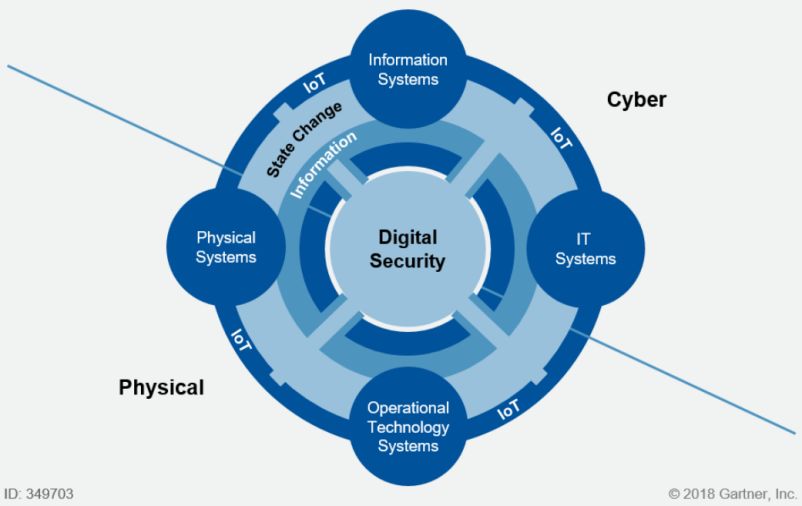 Information
Systems
Cyber
IoT
IoT
State Change
Information
Physical
Systems
Digital
Security
IT
Systems
IoT
Physical
IoT
Operational
Technology
Systems
ID: 349703
© 2018 Gartner, Inc.